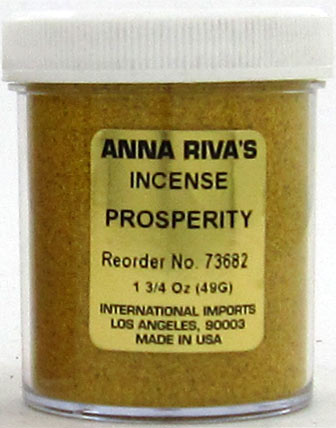 ANNA RIVA'S
INCENSE
PROSPERITY
Reorder No. 73682
1 3/4 Oz (49G)
INTERNATIONAL IMPORTS
LOS ANGELES, 90003
MADE IN USA